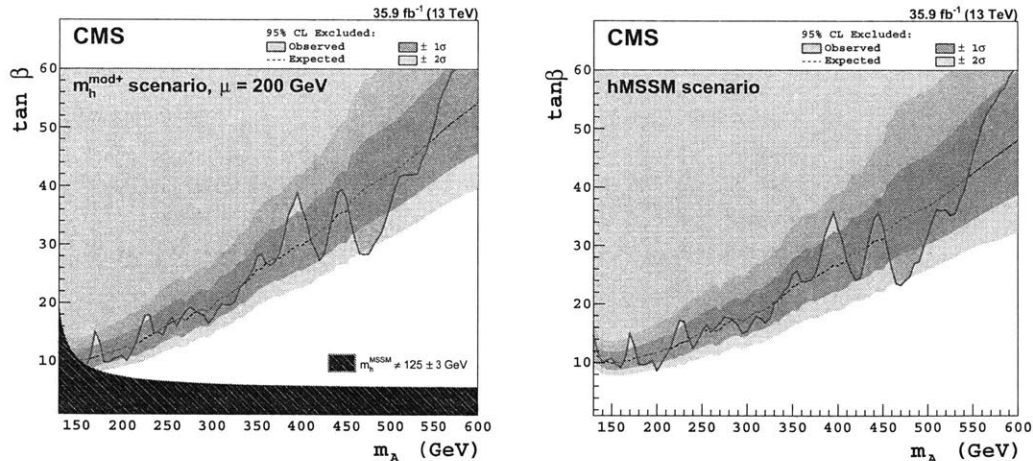 35.9 fb⁻¹ (13 TeV)
CMS
95% CL Excluded:
Observed
± 1σ
Expected
± 2σ
m_h^mod+ scenario, μ = 200 GeV
m_h^MSSM ≠ 125 ± 3 GeV
tan β
60
50
40
30
20
10
150 200 250 300 350 400 450 500 550 600
m_A (GeV)
35.9 fb⁻¹ (13 TeV)
CMS
95% CL Excluded:
Observed
± 1σ
Expected
± 2σ
hMSSM scenario
tanβ
60
50
40
30
20
10
150 200 250 300 350 400 450 500 550 600
m_A (GeV)